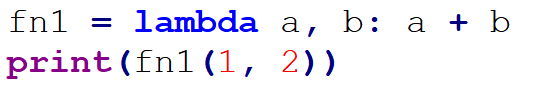 fn1 = lambda a, b: a + b
print(fn1(1, 2))